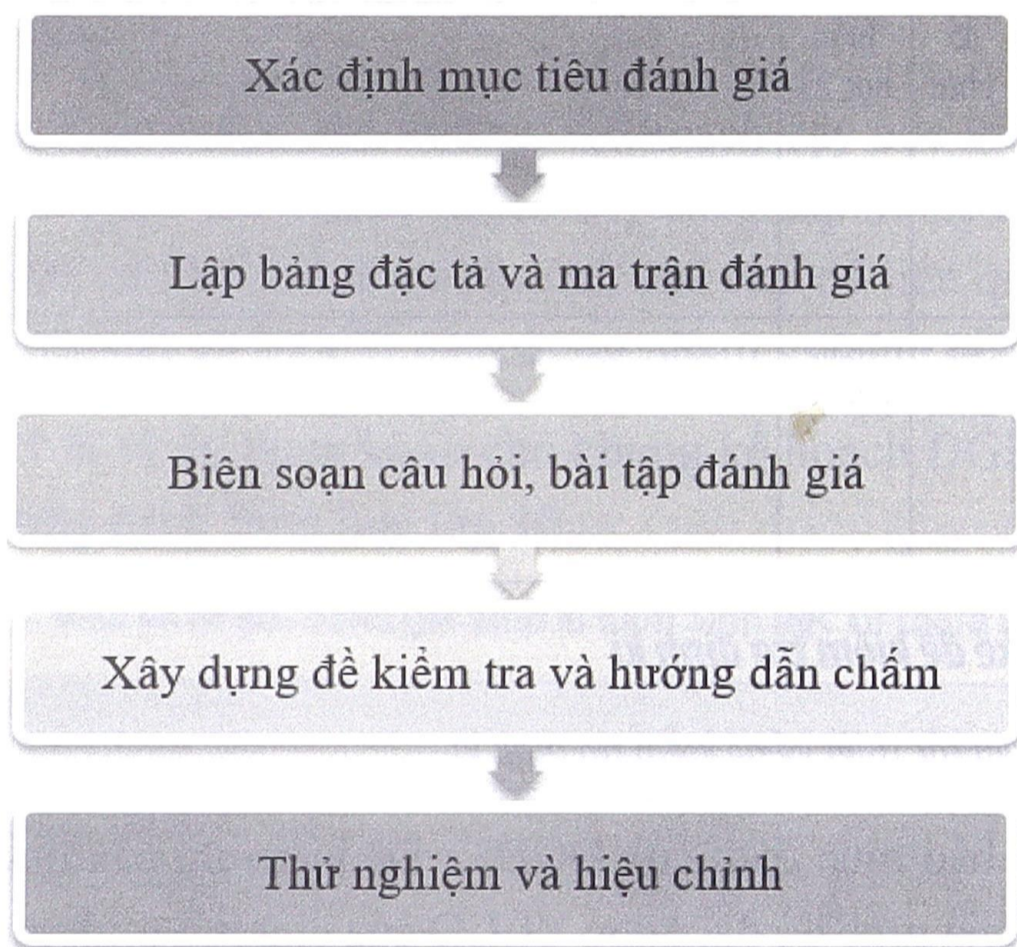 Xác định mục tiêu đánh giá
Lập bảng đặc tả và ma trận đánh giá
Biên soạn câu hỏi, bài tập đánh giá
Xây dựng đề kiểm tra và hướng dẫn chấm
Thử nghiệm và hiệu chỉnh